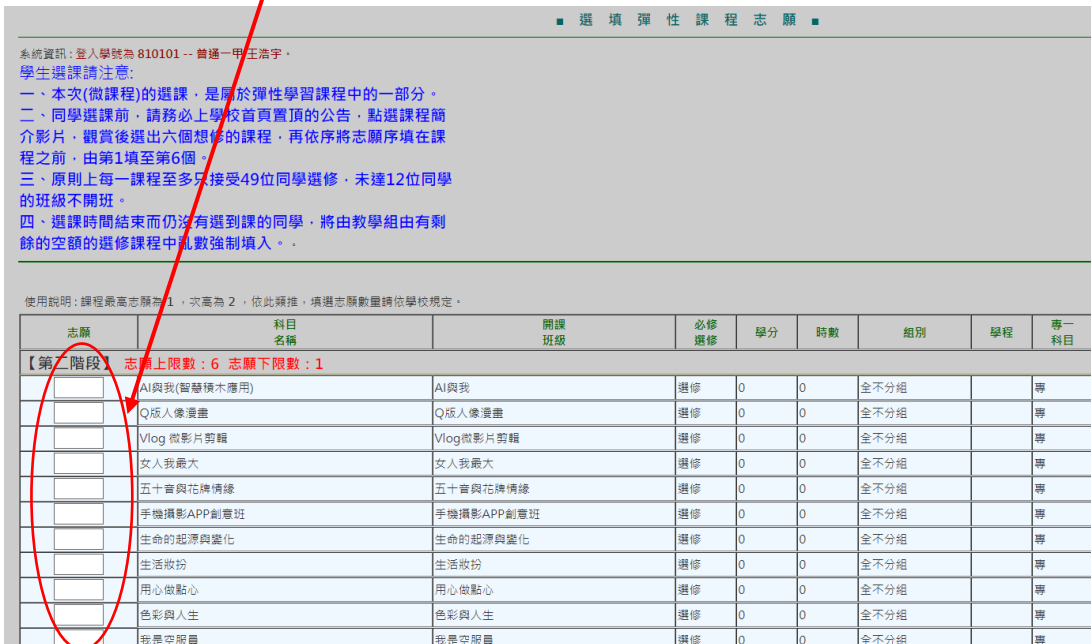 ▪ 選 填 彈 性 課 程 志 願 ▪
系統資訊 : 登入學號為 810101 -- 普通一甲 王浩宇。
學生選課請注意:
一、本次(微課程)的選課，是屬於彈性學習課程中的一部分。
二、同學選課前，請務必上學校首頁置頂的公告，點選課程簡
介影片，觀賞後選出六個想修的課程，再依序將志願序填在課
程之前，由第1填至第6個。
三、原則上每一課程至多只接受49位同學選修，未達12位同學
的班級不開班。
四、選課時間結束而仍沒有選到課的同學，將由教學組由有剩
餘的空額的選修課程中亂數強制填入。。
使用說明 : 課程最高志願為 1 ，次高為 2 ，依此類推，填選志願數量請依學校規定。
志願 科目名稱 開課班級 必修選修 學分 時數 組別 學程 專一科目
【第二階段】 志願上限數：6 志願下限數：1
AI與我(智慧積木應用) AI與我 選修 0 0 全不分組 專
Q版人像漫畫 Q版人像漫畫 選修 0 0 全不分組 專
Vlog 微影片剪輯 Vlog微影片剪輯 選修 0 0 全不分組 專
女人我最大 女人我最大 選修 0 0 全不分組 專
五十音與花牌情緣 五十音與花牌情緣 選修 0 0 全不分組 專
手機攝影APP創意班 手機攝影APP創意班 選修 0 0 全不分組 專
生命的起源與變化 生命的起源與變化 選修 0 0 全不分組 專
生活妝扮 生活妝扮 選修 0 0 全不分組 專
用心做點心 用心做點心 選修 0 0 全不分組 專
色彩與人生 色彩與人生 選修 0 0 全不分組 專
我是空服員 我是空服員 選修 0 0 全不分組 專